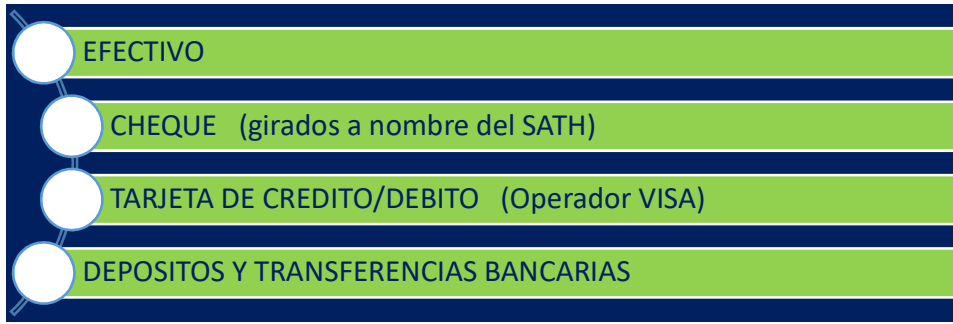 EFECTIVO
CHEQUE (girados a nombre del SATH)
TARJETA DE CREDITO/DEBITO (Operador VISA)
DEPOSITOS Y TRANSFERENCIAS BANCARIAS